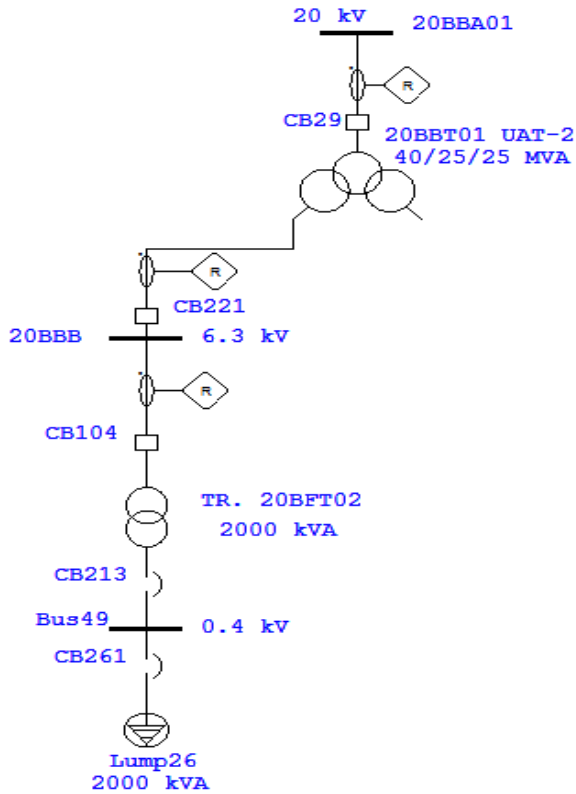 20 kV
20BBA01
R
CB29
20BBT01 UAT-2
40/25/25 MVA
R
CB221
20BBB
6.3 kV
R
CB104
TR. 20BFT02
2000 kVA
CB213
Bus49
0.4 kV
CB261
Lump26
2000 kVA